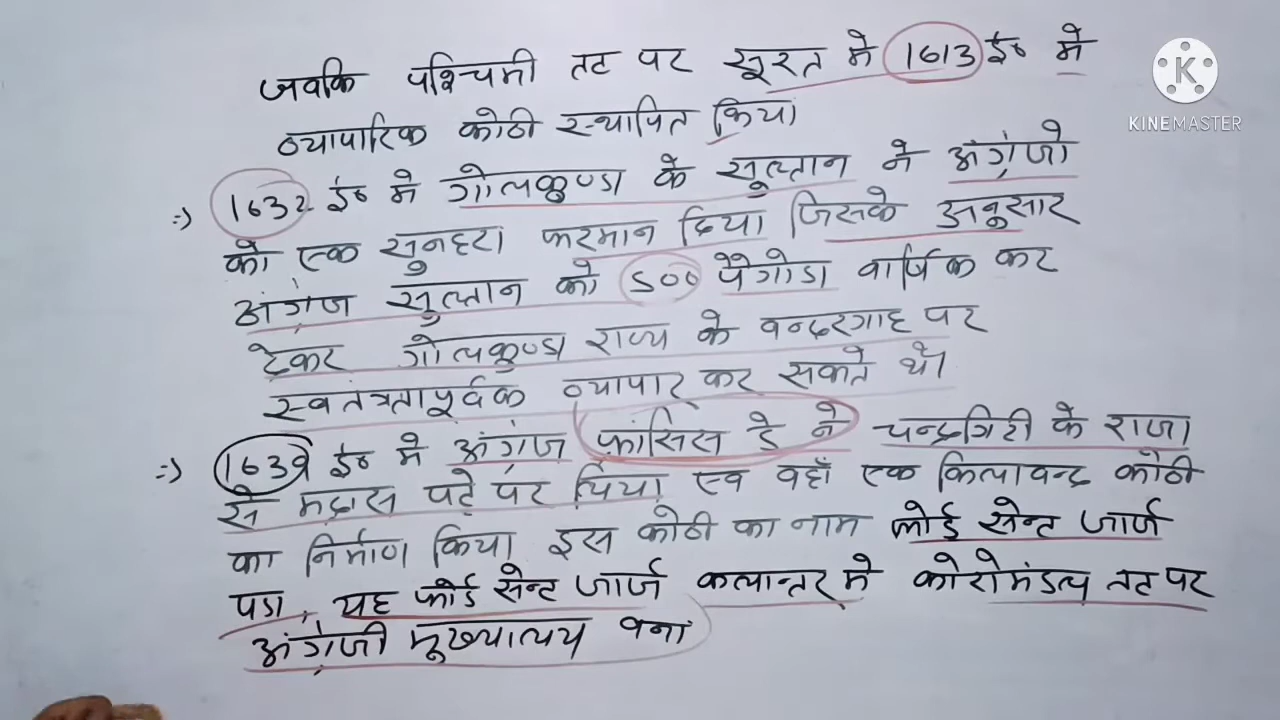 जबकि पश्चिमी तट पर सूरत में 1613 ई० में
व्यापारिक कोठी स्थापित किया
KINEMASTER
=> 1632 ई० में गोलकुण्डा के सुल्तान ने अंग्रेजो
को एक सुनहरा फरमान दिया जिसके अनुसार
अंग्रेज सुल्तान को 500 पैगोडा वार्षिक कर
देकर गोलकुण्डा राज्य के बन्दरगाह पर
स्वतंत्रतापूर्वक व्यापार कर सकते थे।
=> 1639 ई० में अंग्रेज फ्रांसिस डे ने चन्द्रगिरी के राजा
से मद्रास पट्टे पर लिया एव वहाँ एक किलाबन्द कोठी
का निर्माण किया इस कोठी का नाम फोर्ड सेन्ट जार्ज
पडा, यह फोर्ड सेन्ट जार्ज कलान्तर मे कोरोमंडल तट पर
अंग्रेजी मुख्यालय बना